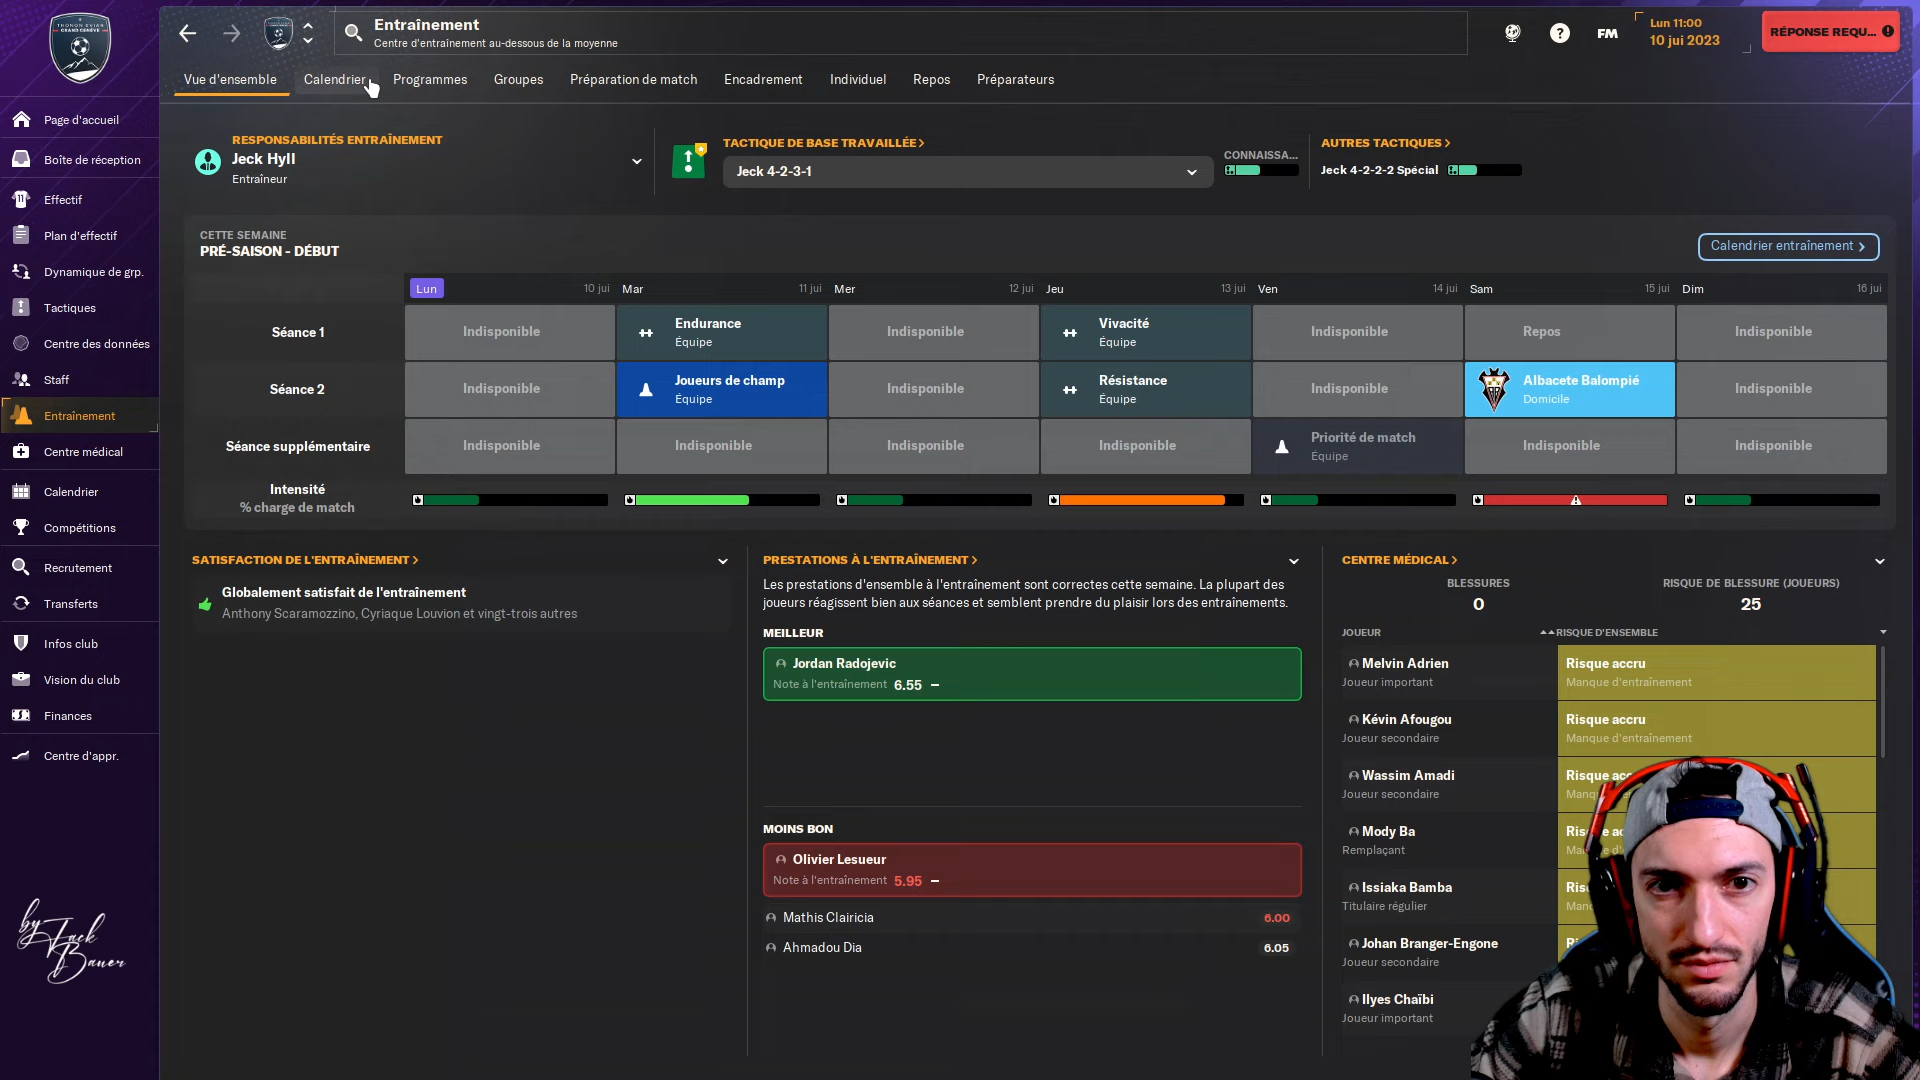 THONON EVIAN
GRAND GENÈVE
Entraînement
Centre d'entraînement au-dessous de la moyenne
FM
Lun 11:00
10 jui 2023
RÉPONSE REQU...
Vue d'ensemble
Calendrier
Programmes
Groupes
Préparation de match
Encadrement
Individuel
Repos
Préparateurs
Page d'accueil
Boîte de réception
Effectif
Plan d'effectif
Dynamique de grp.
Tactiques
Centre des données
Staff
Entraînement
Centre médical
Calendrier
Compétitions
Recrutement
Transferts
Infos club
Vision du club
Finances
Centre d'appr.
by Jack
Bauer
RESPONSABILITÉS ENTRAÎNEMENT
Jeck Hyll
Entraîneur
TACTIQUE DE BASE TRAVAILLÉE >
Jeck 4-2-3-1
CONNAISSA...
AUTRES TACTIQUES >
Jeck 4-2-2-2 Spécial
CETTE SEMAINE
PRÉ-SAISON - DÉBUT
Calendrier entraînement >
Lun 10 jui Mar 11 jui Mer 12 jui Jeu 13 jui Ven 14 jui Sam 15 jui Dim 16 jui
Séance 1
Indisponible
Endurance
Équipe
Indisponible
Vivacité
Équipe
Indisponible
Repos
Indisponible
Séance 2
Indisponible
Joueurs de champ
Équipe
Indisponible
Résistance
Équipe
Indisponible
Albacete Balompié
Domicile
Indisponible
Séance supplémentaire
Indisponible
Indisponible
Indisponible
Indisponible
Priorité de match
Équipe
Indisponible
Indisponible
Intensité
% charge de match
SATISFACTION DE L'ENTRAÎNEMENT >
Globalement satisfait de l'entraînement
Anthony Scaramozzino, Cyriaque Louvion et vingt-trois autres
PRESTATIONS À L'ENTRAÎNEMENT >
Les prestations d'ensemble à l'entraînement sont correctes cette semaine. La plupart des
joueurs réagissent bien aux séances et semblent prendre du plaisir lors des entraînements.
MEILLEUR
Jordan Radojevic
Note à l'entraînement 6.55 –
MOINS BON
Olivier Lesueur
Note à l'entraînement 5.95 –
Mathis Clairicia 6.00
Ahmadou Dia 6.05
CENTRE MÉDICAL >
BLESSURES
0
RISQUE DE BLESSURE (JOUEURS)
25
JOUEUR
RISQUE D'ENSEMBLE
Melvin Adrien
Joueur important
Risque accru
Manque d'entraînement
Kévin Afougou
Joueur secondaire
Risque accru
Manque d'entraînement
Wassim Amadi
Joueur secondaire
Mody Ba
Remplaçant
Issiaka Bamba
Titulaire régulier
Johan Branger-Engone
Joueur secondaire
Ilyes Chaïbi
Joueur important